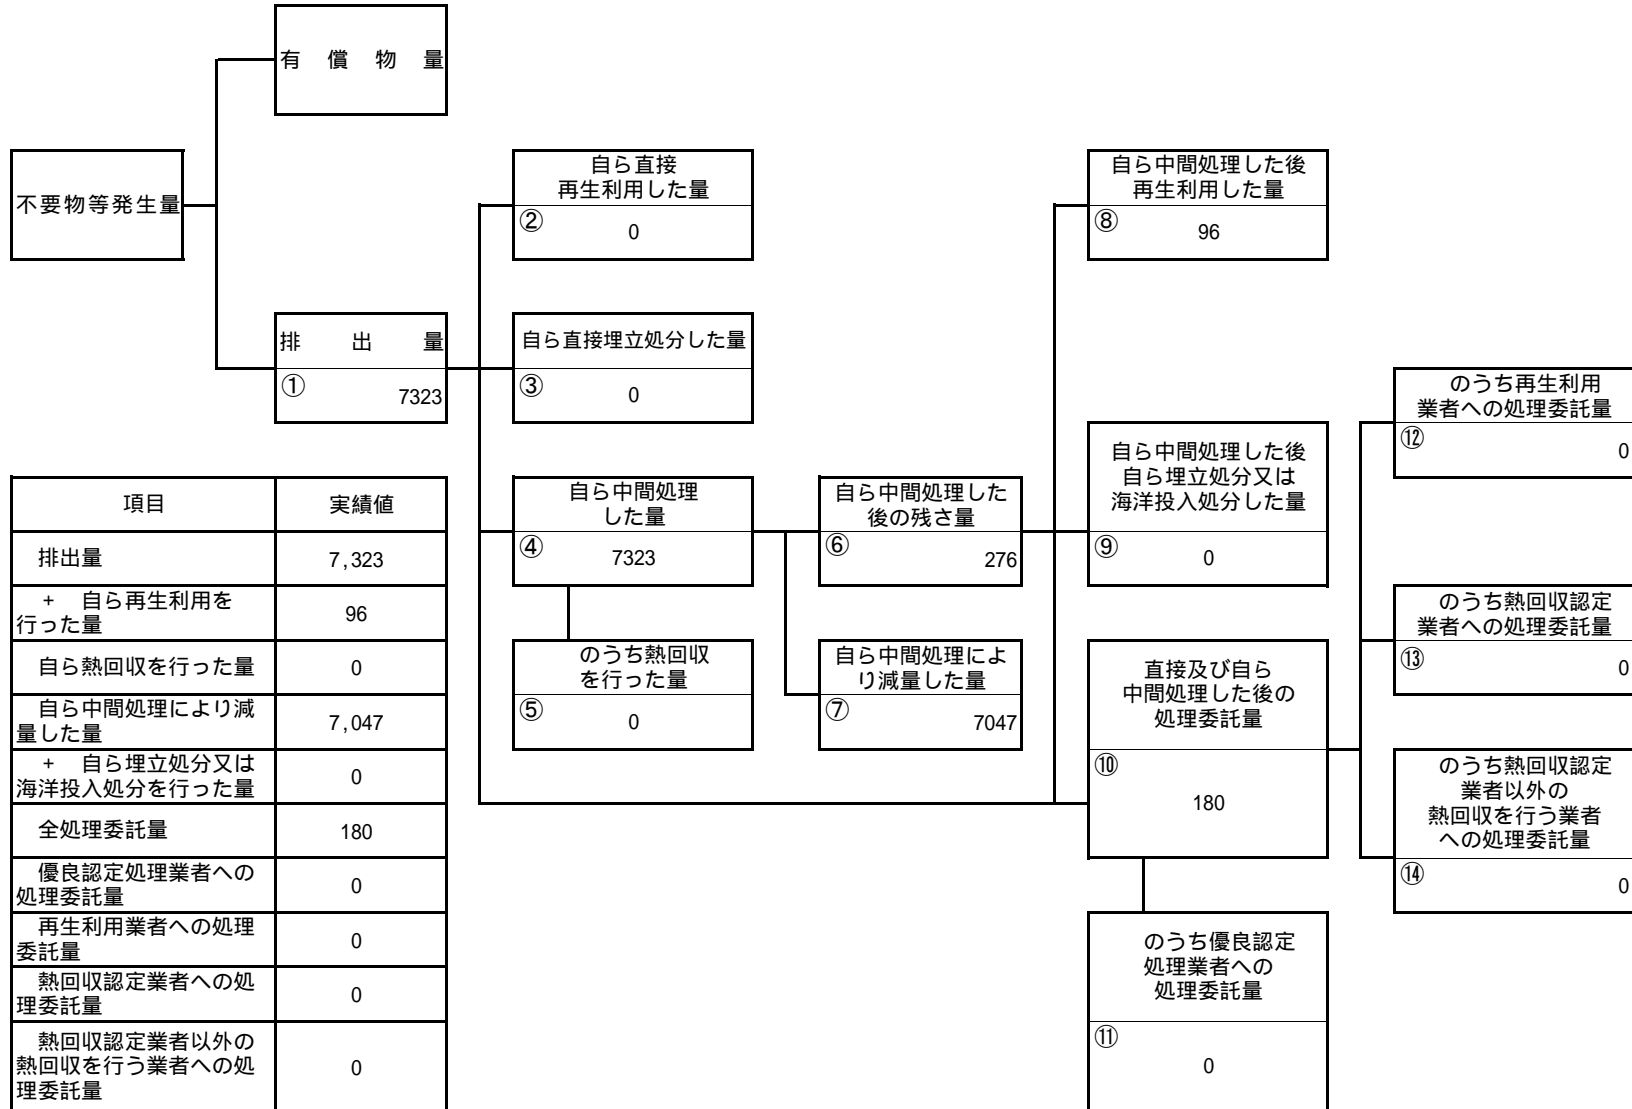 有 償 物 量
不要物等発生量
自ら直接
再生利用した量
②
0
自ら中間処理した後
再生利用した量
⑧
96
排 出 量
①
7323
自ら直接埋立処分した量
③
0
自ら中間処理
した量
④
7323
のうち熱回収
を行った量
⑤
0
自ら中間処理した
後の残さ量
⑥
276
自ら中間処理によ
り減量した量
⑦
7047
自ら中間処理した後
自ら埋立処分又は
海洋投入処分した量
⑨
0
直接及び自ら
中間処理した後の
処理委託量
⑩
180
のうち優良認定
処理業者への
処理委託量
⑪
0
のうち再生利用
業者への処理委託量
⑫
0
のうち熱回収認定
業者への処理委託量
⑬
0
のうち熱回収認定
業者以外の
熱回収を行う業者
への処理委託量
⑭
0
項目 実績値
排出量 7,323
+ 自ら再生利用を
行った量 96
自ら熱回収を行った量 0
自ら中間処理により減
量した量 7,047
+ 自ら埋立処分又は
海洋投入処分を行った量 0
全処理委託量 180
優良認定処理業者への
処理委託量 0
再生利用業者への処理
委託量 0
熱回収認定業者への処
理委託量 0
熱回収認定業者以外の
熱回収を行う業者への処
理委託量 0